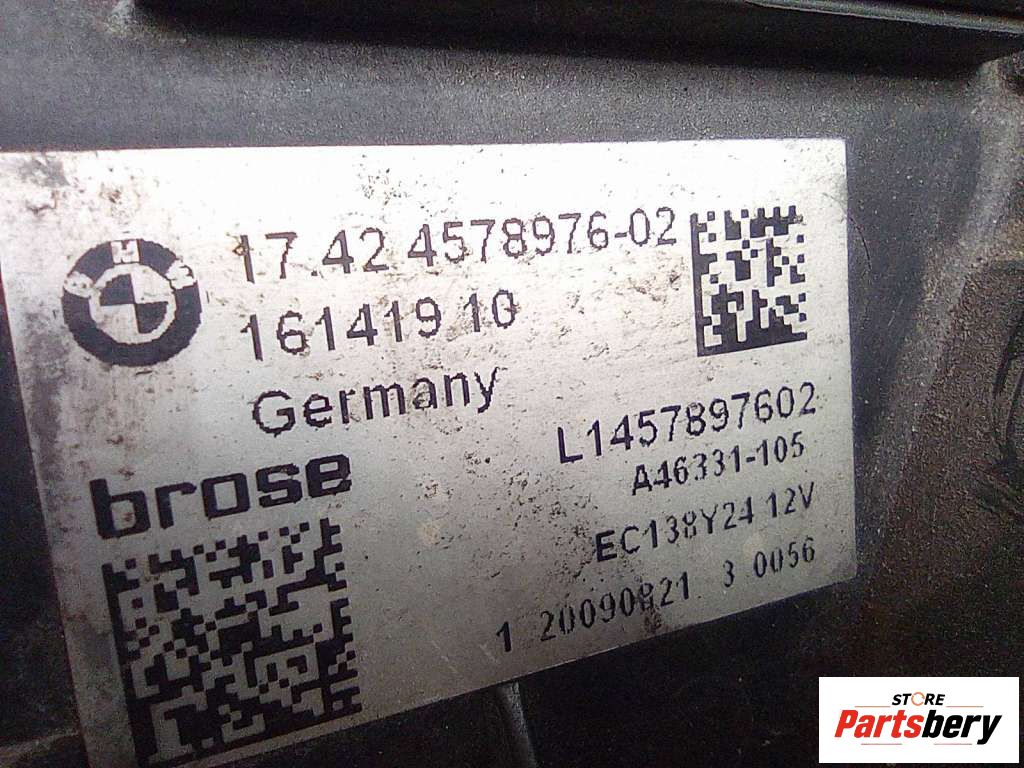 BMW
17.42 4578976-02
161419 10
Germany
brose
L1457897602
A46331-105
EC138Y24 12V
1 20090821 3 0056
STORE
Partsbery